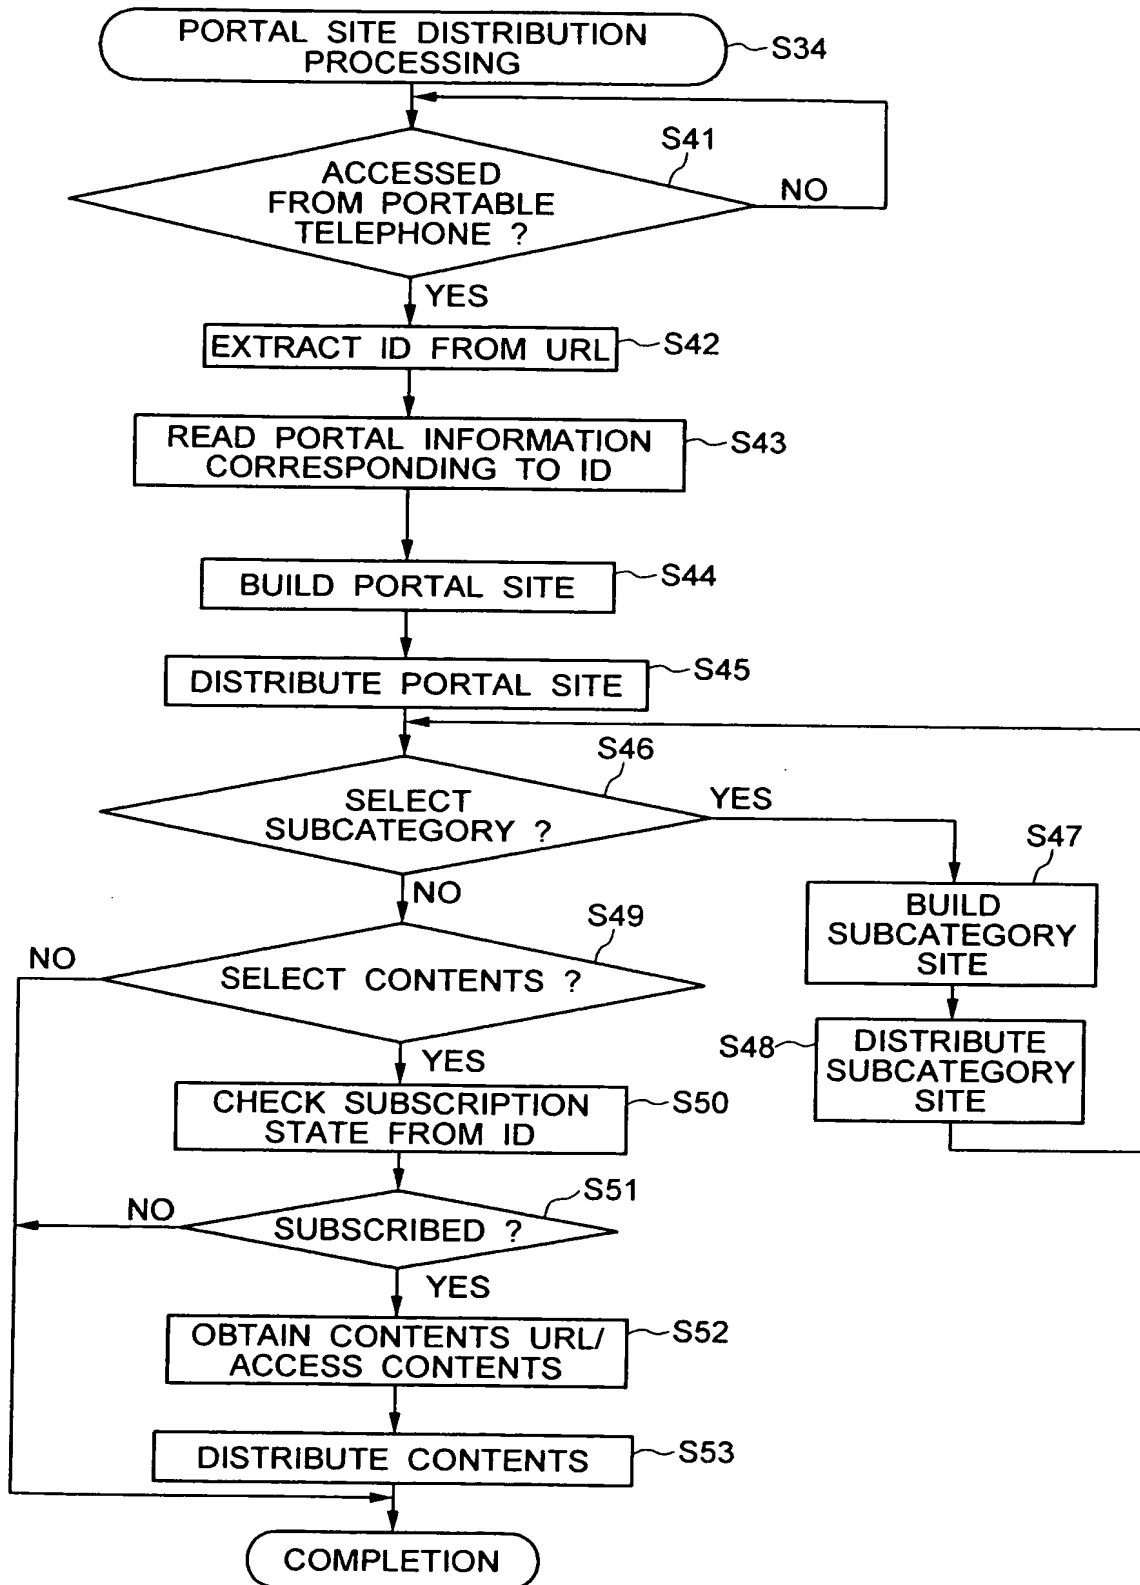 PORTAL SITE DISTRIBUTION
PROCESSING
S34
S41
ACCESSED
FROM PORTABLE
TELEPHONE ?
NO
YES
EXTRACT ID FROM URL
S42
READ PORTAL INFORMATION
CORRESPONDING TO ID
S43
BUILD PORTAL SITE
S44
DISTRIBUTE PORTAL SITE
S45
S46
SELECT
SUBCATEGORY ?
YES
NO
S47
BUILD
SUBCATEGORY
SITE
S48
DISTRIBUTE
SUBCATEGORY
SITE
S49
SELECT CONTENTS ?
NO
YES
CHECK SUBSCRIPTION
STATE FROM ID
S50
S51
SUBSCRIBED ?
NO
YES
OBTAIN CONTENTS URL/
ACCESS CONTENTS
S52
DISTRIBUTE CONTENTS
S53
COMPLETION